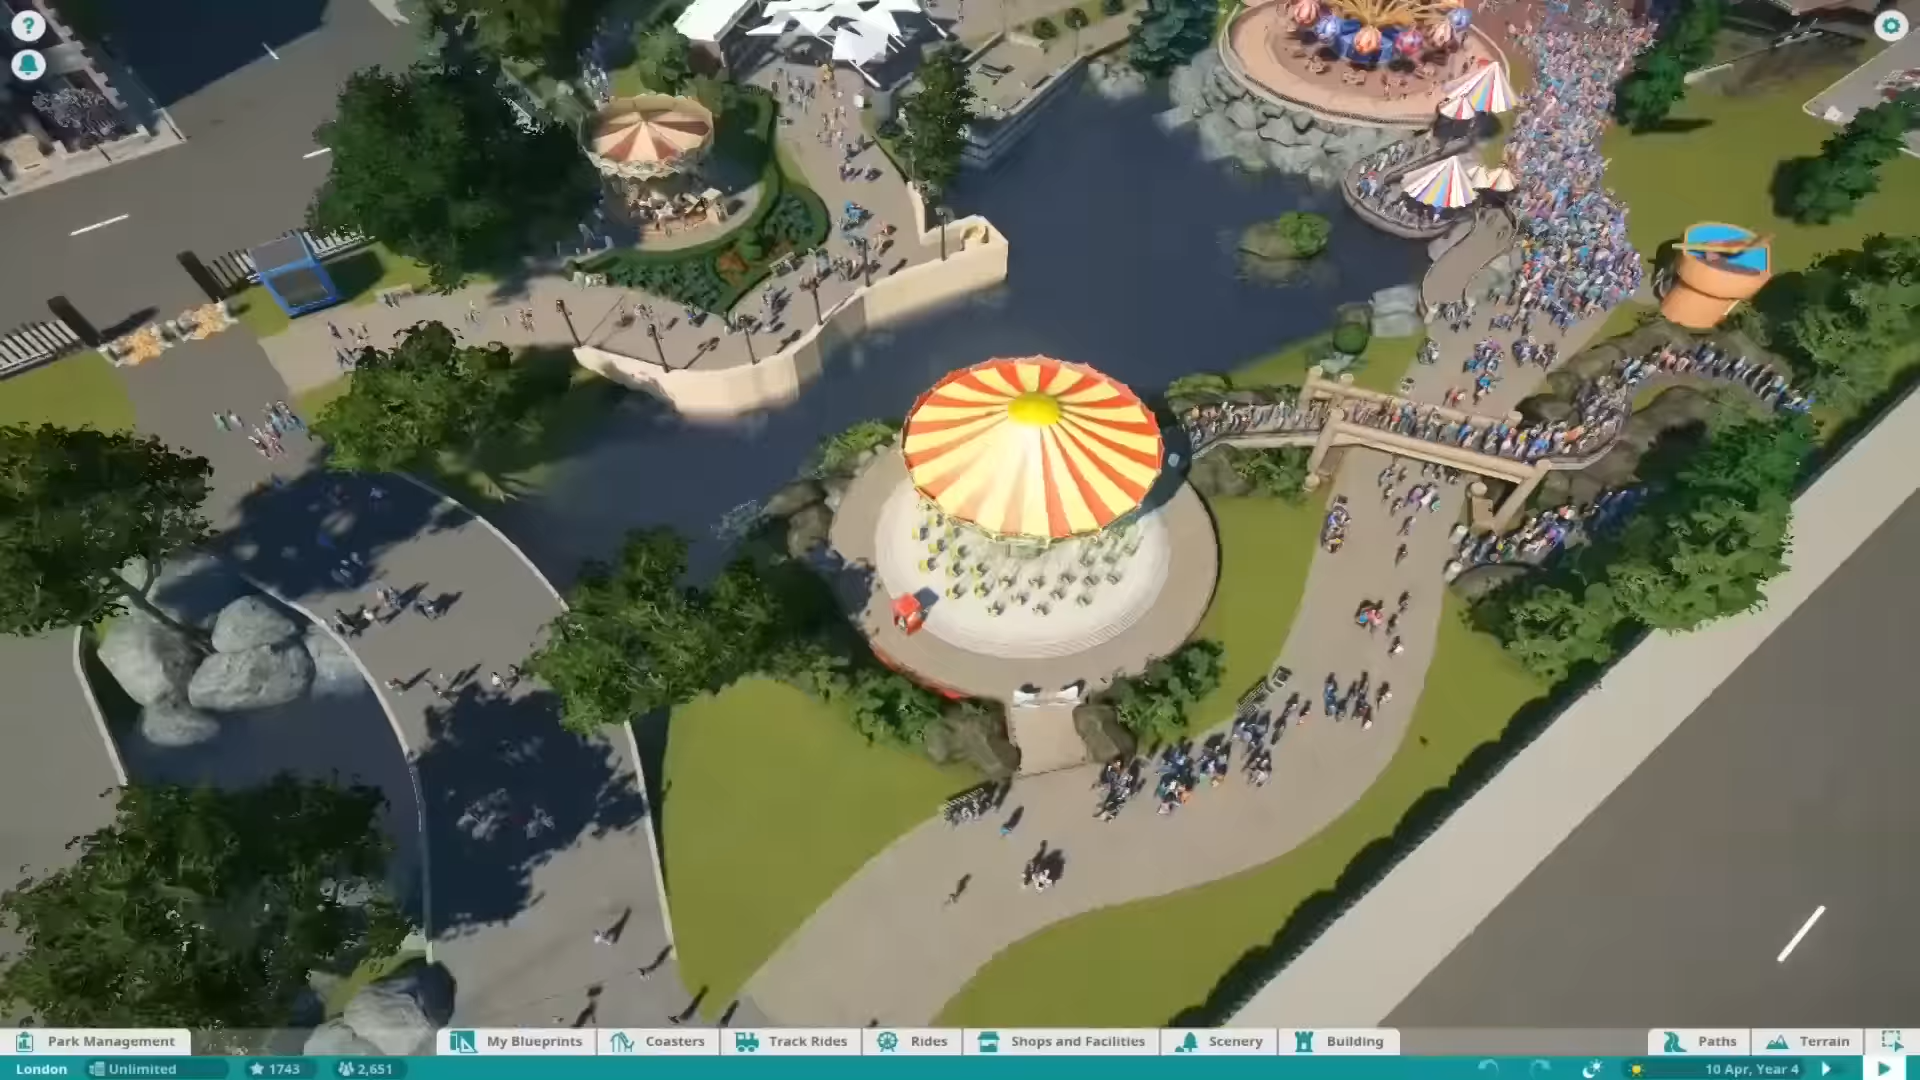 ?
Park Management
My Blueprints
Coasters
Track Rides
Rides
Shops and Facilities
Scenery
Building
Paths
Terrain
London
Unlimited
1743
2,651
10 Apr, Year 4